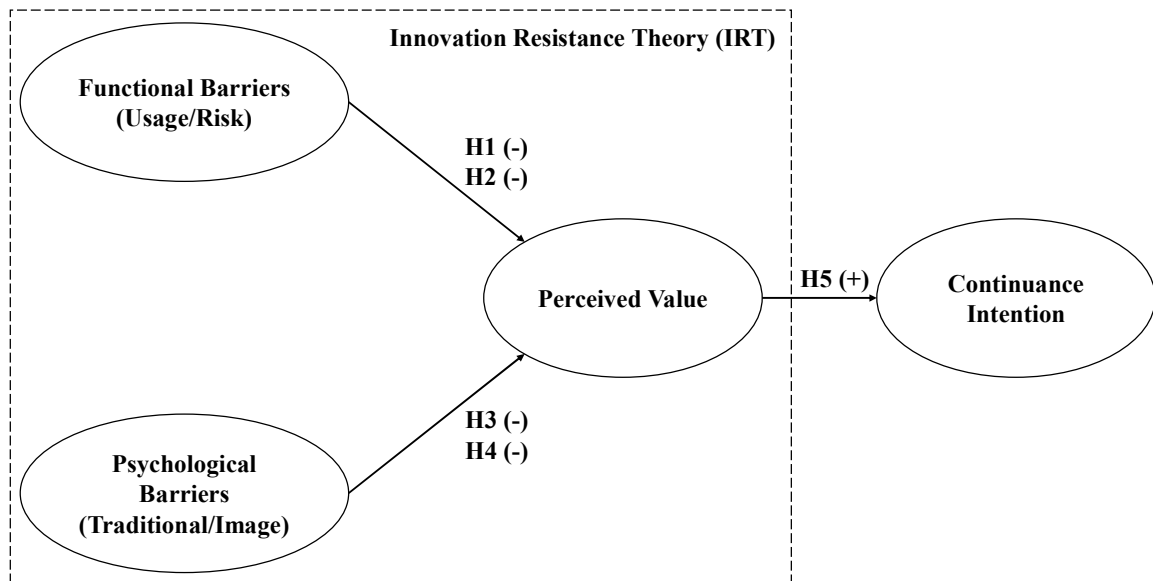 Innovation Resistance Theory (IRT)
Functional Barriers
(Usage/Risk)
H1 (-)
H2 (-)
Perceived Value
H5 (+)
Continuance
Intention
H3 (-)
H4 (-)
Psychological
Barriers
(Traditional/Image)